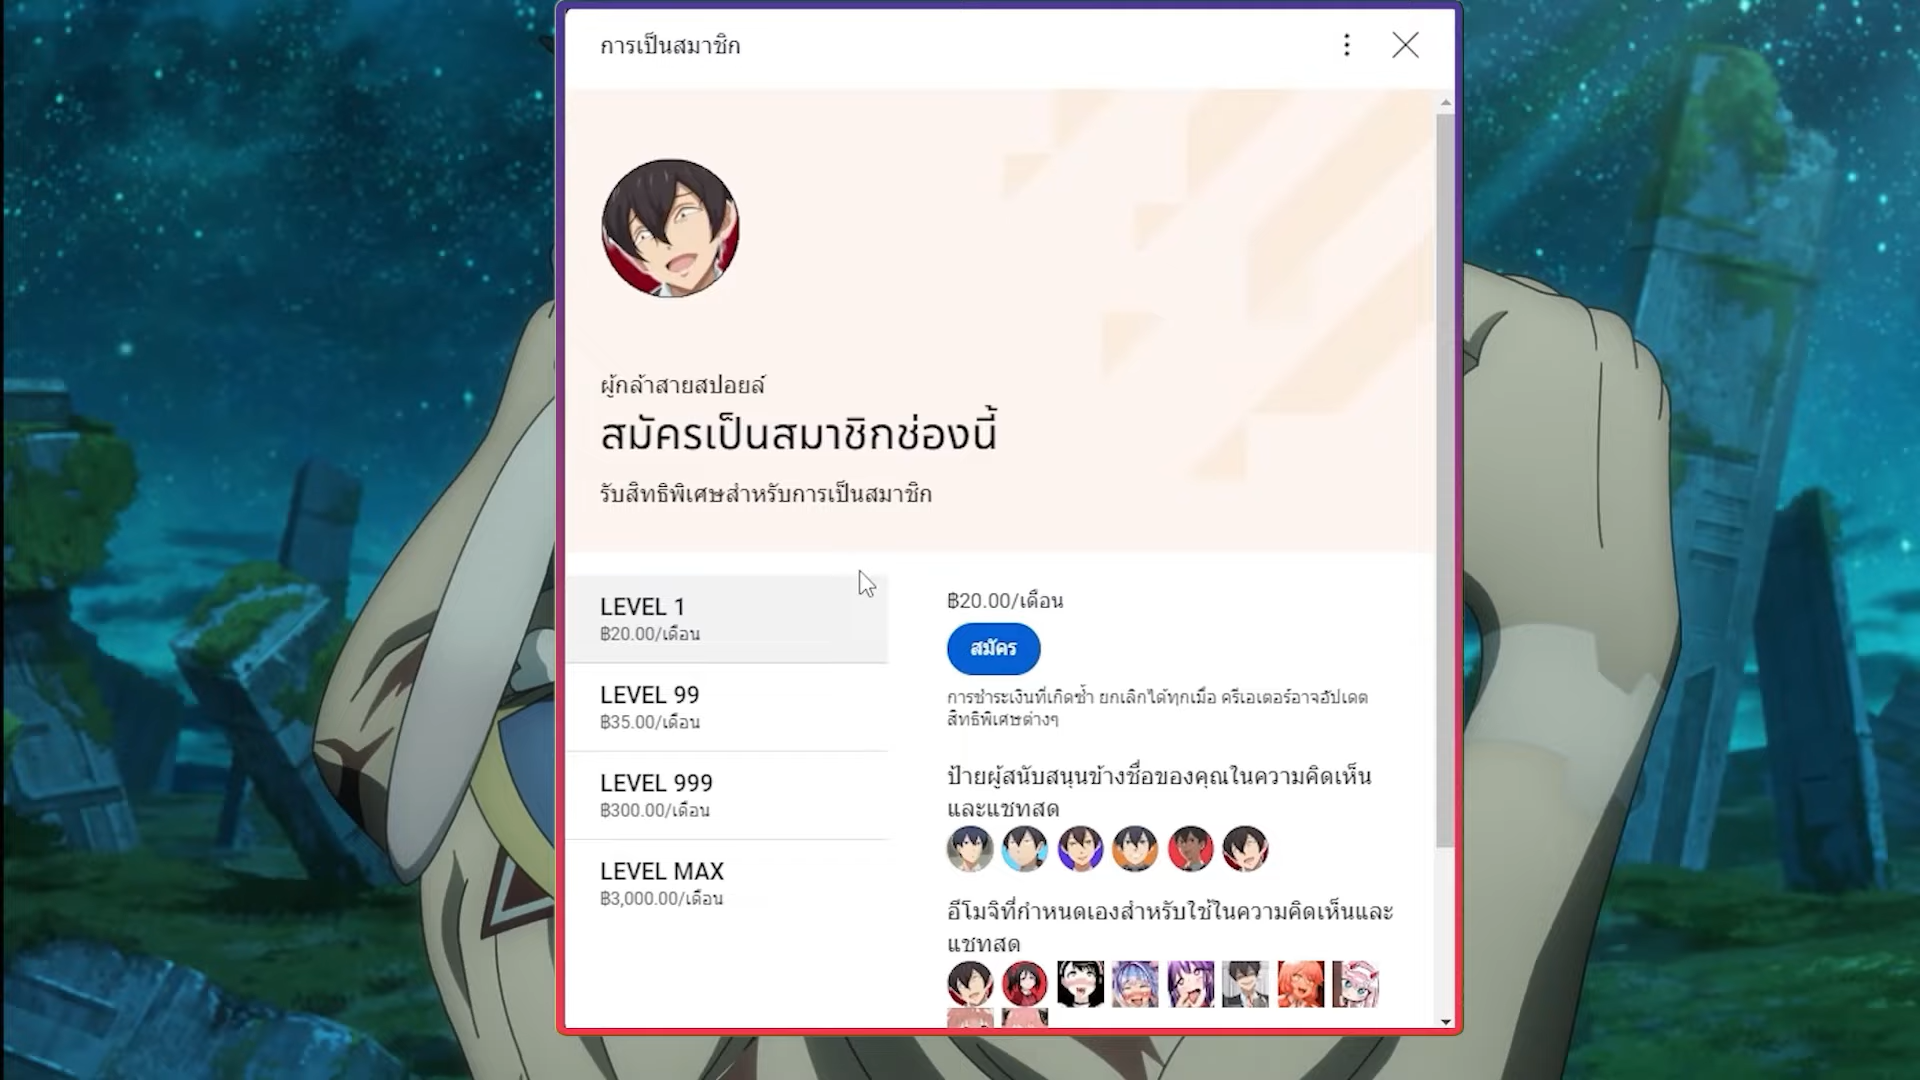 การเป็นสมาชิก
ผู้กล้าสายสปอยล์
สมัครเป็นสมาชิกช่องนี้
รับสิทธิพิเศษสำหรับการเป็นสมาชิก
LEVEL 1
฿20.00/เดือน
LEVEL 99
฿35.00/เดือน
LEVEL 999
฿300.00/เดือน
LEVEL MAX
฿3,000.00/เดือน
฿20.00/เดือน
สมัคร
การชำระเงินที่เกิดซ้ำ ยกเลิกได้ทุกเมื่อ ครีเอเตอร์อาจอัปเดต
สิทธิพิเศษต่างๆ
ป้ายผู้สนับสนุนข้างชื่อของคุณในความคิดเห็น
และแชทสด
อีโมจิที่กำหนดเองสำหรับใช้ในความคิดเห็นและ
แชทสด